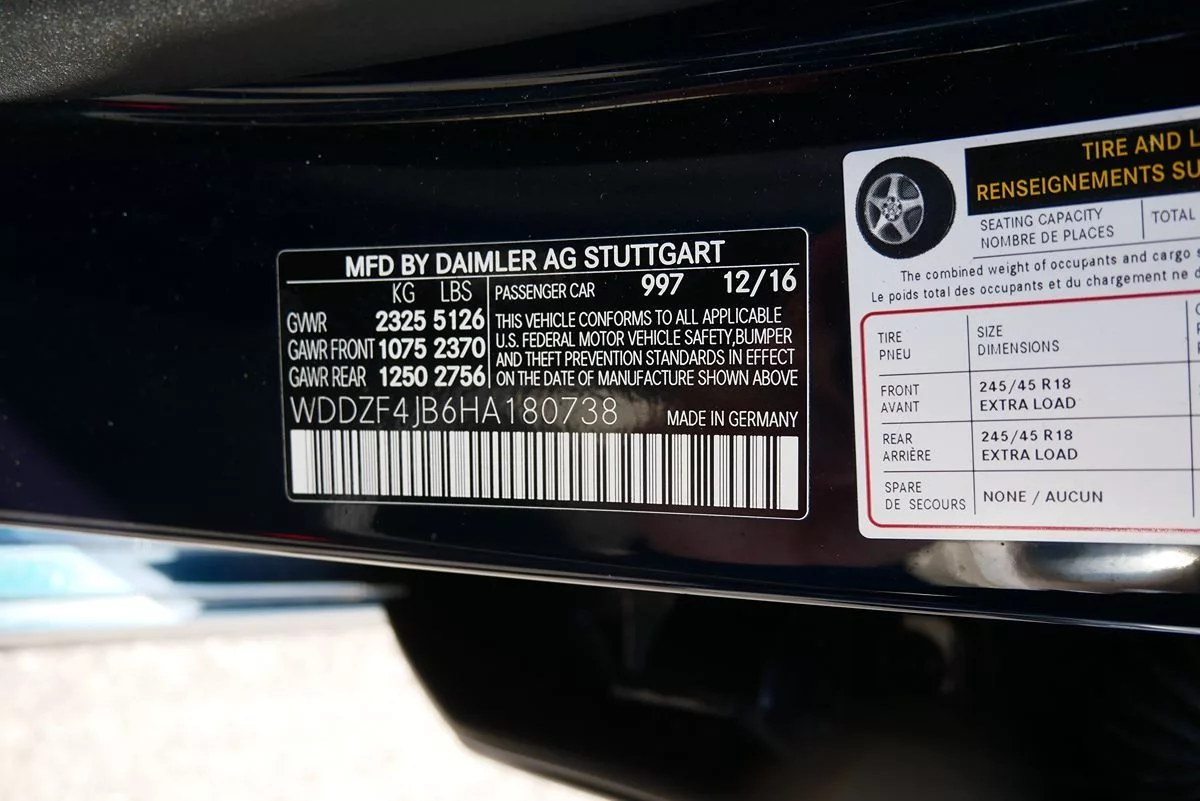 MFD BY DAIMLER AG STUTTGART
KG LBS
GVWR 2325 5126
GAWR FRONT 1075 2370
GAWR REAR 1250 2756
PASSENGER CAR 997 12/16
THIS VEHICLE CONFORMS TO ALL APPLICABLE
U.S. FEDERAL MOTOR VEHICLE SAFETY,BUMPER
AND THEFT PREVENTION STANDARDS IN EFFECT
ON THE DATE OF MANUFACTURE SHOWN ABOVE
WDDZF4JB6HA180738
MADE IN GERMANY
TIRE AND
RENSEIGNEMENTS
SEATING CAPACITY
NOMBRE DE PLACES
TOTAL
The combined weight of occupants and cargo
Le poids total des occupants et du chargement ne
TIRE
PNEU
SIZE
DIMENSIONS
FRONT
AVANT
245/45 R18
EXTRA LOAD
REAR
ARRIÈRE
245/45 R18
EXTRA LOAD
SPARE
DE SECOURS
NONE / AUCUN